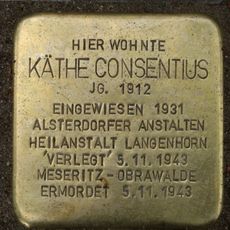 HIER WOHNTE
KÄTHE CONSENTIUS
JG. 1912
EINGEWIESEN 1931
ALSTERDORFER ANSTALTEN
HEILANSTALT LANGENHORN
'VERLEGT' 5.11.1943
MESERITZ-OBRAWALDE
ERMORDET 5.11.1943